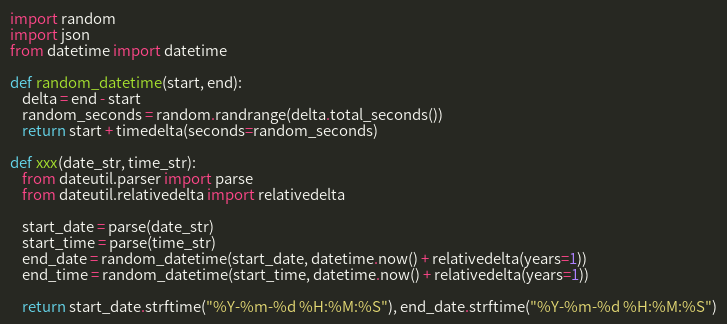 import random
import json
from datetime import datetime

def random_datetime(start, end):
    delta = end - start
    random_seconds = random.randrange(delta.total_seconds())
    return start + timedelta(seconds=random_seconds)

def xxx(date_str, time_str):
    from dateutil.parser import parse
    from dateutil.relativedelta import relativedelta

    start_date = parse(date_str)
    start_time = parse(time_str)
    end_date = random_datetime(start_date, datetime.now() + relativedelta(years=1))
    end_time = random_datetime(start_time, datetime.now() + relativedelta(years=1))

    return start_date.strftime("%Y-%m-%d %H:%M:%S"), end_date.strftime("%Y-%m-%d %H:%M:%S")